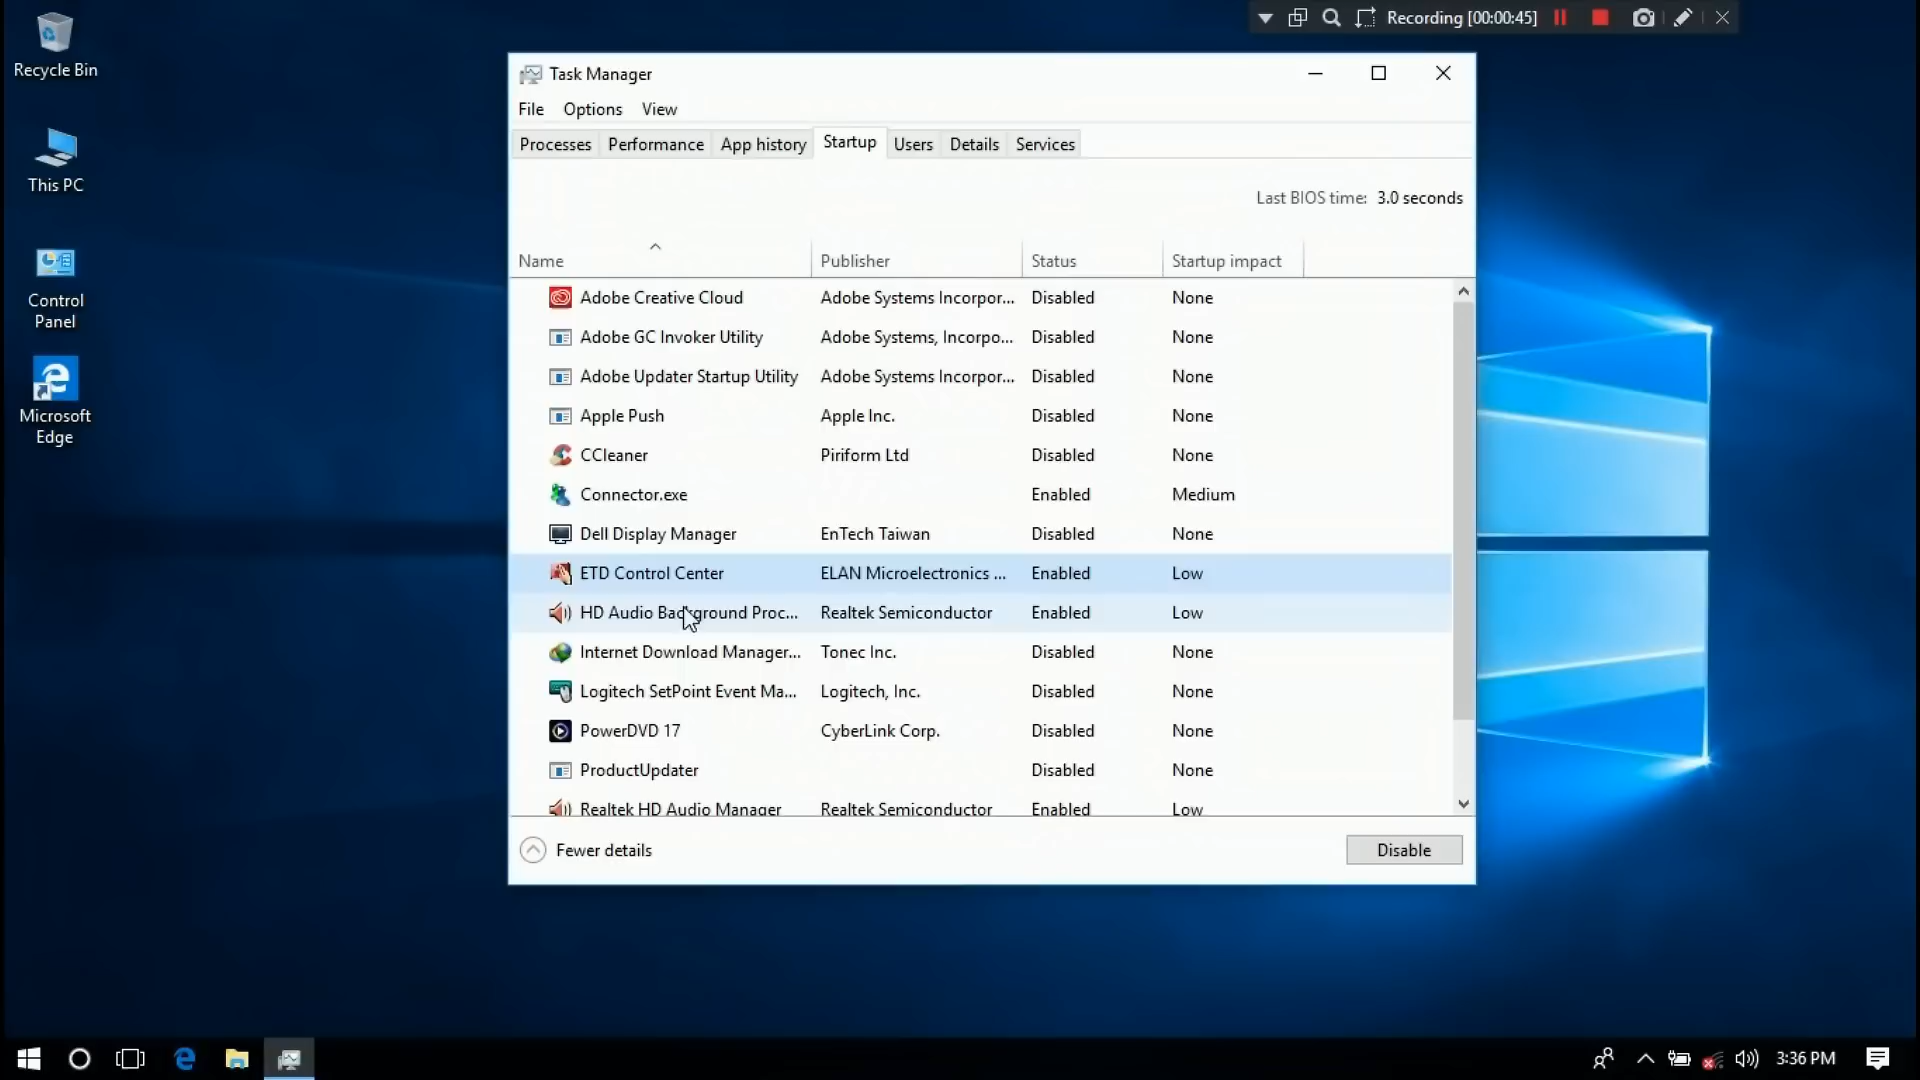 Recycle Bin
This PC
Control
Panel
Microsoft
Edge
Recording [00:00:45]
Task Manager
File Options View
Processes Performance App history Startup Users Details Services
Last BIOS time: 3.0 seconds
Name Publisher Status Startup impact
Adobe Creative Cloud Adobe Systems Incorpor... Disabled None
Adobe GC Invoker Utility Adobe Systems, Incorpo... Disabled None
Adobe Updater Startup Utility Adobe Systems Incorpor... Disabled None
Apple Push Apple Inc. Disabled None
CCleaner Piriform Ltd Disabled None
Connector.exe Enabled Medium
Dell Display Manager EnTech Taiwan Disabled None
ETD Control Center ELAN Microelectronics ... Enabled Low
HD Audio Background Proc... Realtek Semiconductor Enabled Low
Internet Download Manager... Tonec Inc. Disabled None
Logitech SetPoint Event Ma... Logitech, Inc. Disabled None
PowerDVD 17 CyberLink Corp. Disabled None
ProductUpdater Disabled None
Realtek HD Audio Manager Realtek Semiconductor Enabled Low
Fewer details Disable
3:36 PM